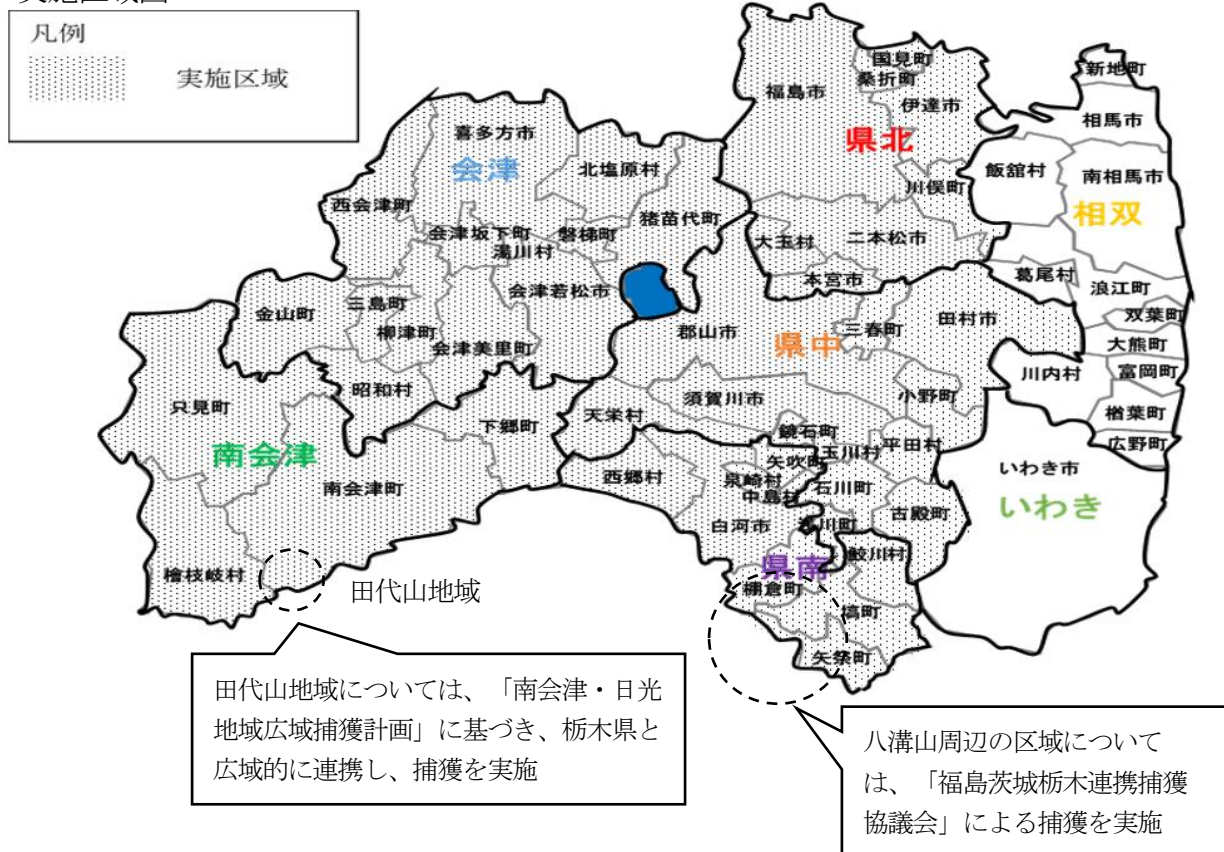 凡例
実施区域
国見町
桑折町
新地町
福島市
伊達市
相馬市
喜多方市
県北
会津
北塩原村
飯舘村
南相馬市
川俣町
西会津町
猪苗代町
相双
会津坂下町
磐梯町
大玉村
二本松市
湯川村
本宮市
葛尾村
浪江町
会津若松市
金山町
三島町
双葉町
田村市
柳津町
郡山市
県中
三春町
大熊町
会津美里町
川内村
富岡町
昭和村
小野町
須賀川市
楢葉町
只見町
下郷町
天栄村
鏡石町
平田村
広野町
南会津
玉川村
矢吹町
いわき市
西郷村
泉崎村
南会津町
中島村
石川町
いわき
白河市
古殿町
鮫川村
県南
檜枝岐村
棚倉町
田代山地域
塙町
矢祭町
田代山地域については、「南会津・日光
地域広域捕獲計画」に基づき、栃木県と
広域的に連携し、捕獲を実施
八溝山周辺の区域について
は、「福島茨城栃木連携捕獲
協議会」による捕獲を実施